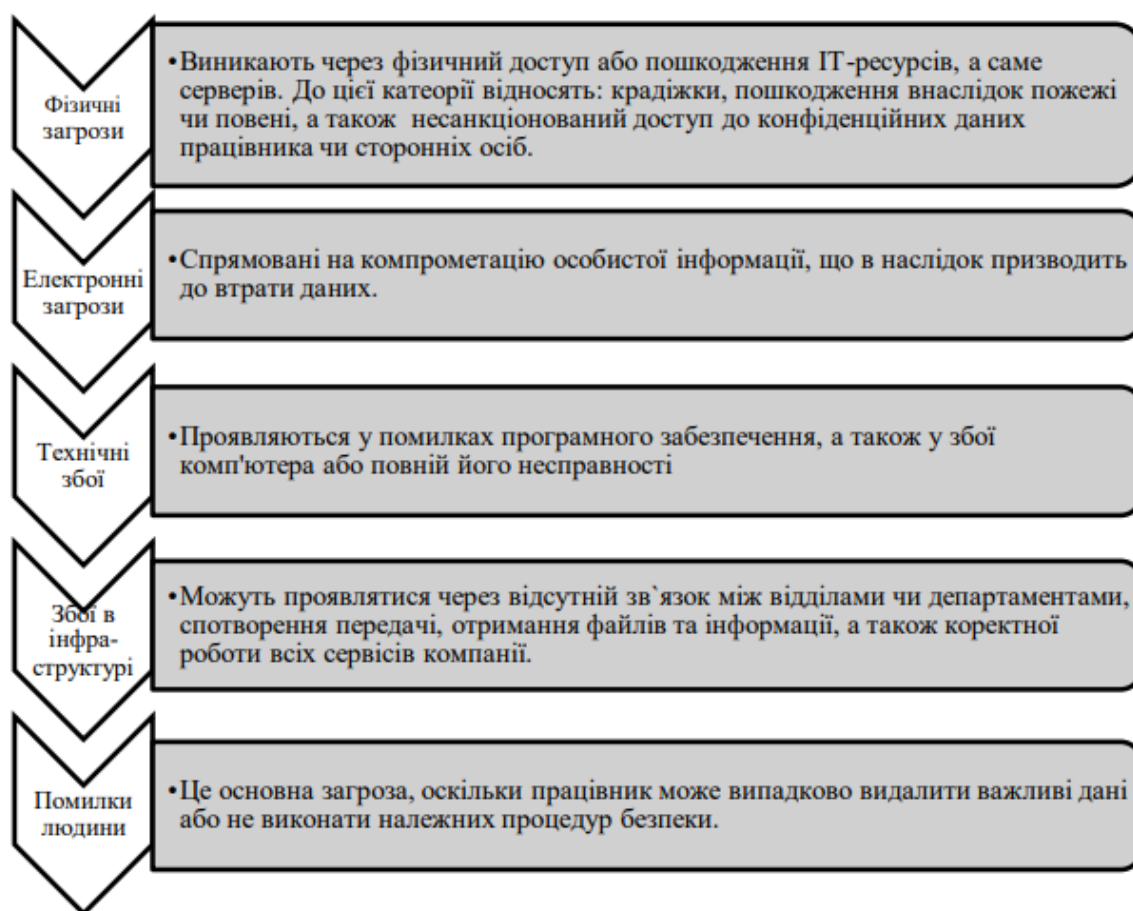 Фізичні
загрози
•Виникають через фізичний доступ або пошкодження ІТ-ресурсів, а саме
серверів. До цієї катеорії відносять: крадіжки, пошкодження внаслідок пожежі
чи повені, а також несанкціонований доступ до конфіденційних даних
працівника чи сторонніх осіб.
Електронні
загрози
•Спрямовані на компрометацію особистої інформації, що в наслідок призводить
до втрати даних.
Технічні
збої
•Проявляються у помилках програмного забезпечення, а також у збої
комп'ютера або повній його несправності
Збої в
інфра-
структурі
•Можуть проявлятися через відсутній зв`язок між відділами чи департаментами,
спотворення передачі, отримання файлів та інформації, а також коректної
роботи всіх сервісів компанії.
Помилки
людини
•Це основна загроза, оскільки працівник може випадково видалити важливі дані
або не виконати належних процедур безпеки.